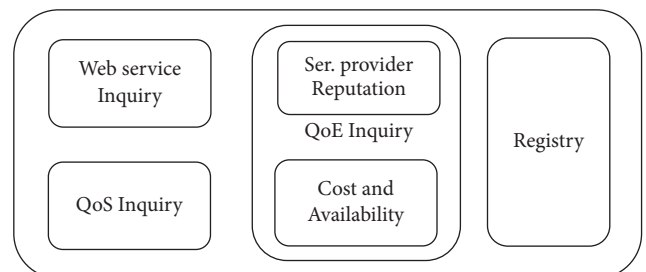 Web service
Inquiry
QoS Inquiry
Ser. provider
Reputation
QoE Inquiry
Cost and
Availability
Registry